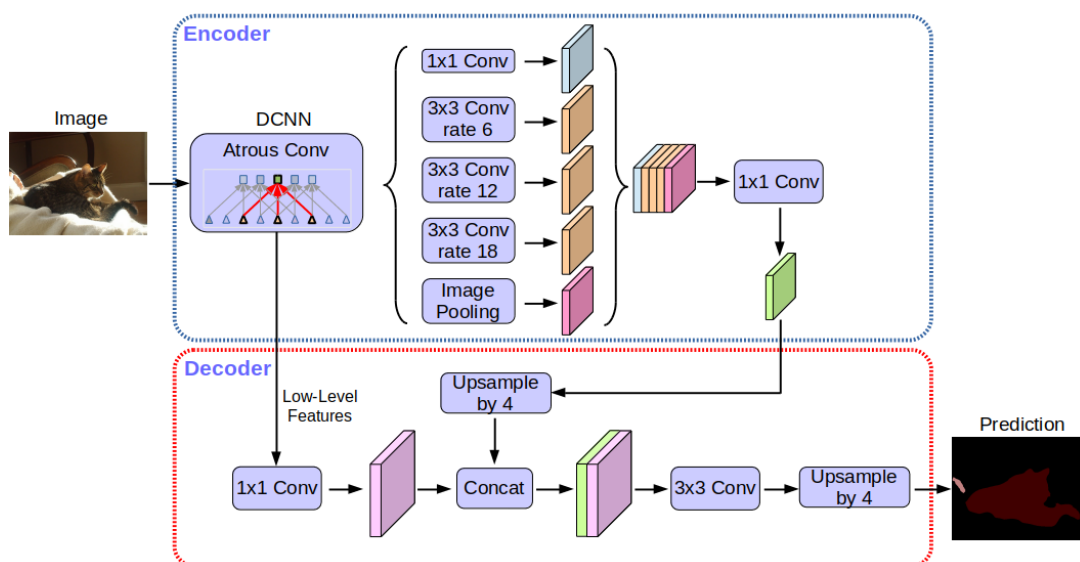 Encoder
Image
DCNN
Atrous Conv
1x1 Conv
3x3 Conv
rate 6
3x3 Conv
rate 12
3x3 Conv
rate 18
Image
Pooling
1x1 Conv
Decoder
Low-Level
Features
Upsample
by 4
1x1 Conv
Concat
3x3 Conv
Upsample
by 4
Prediction